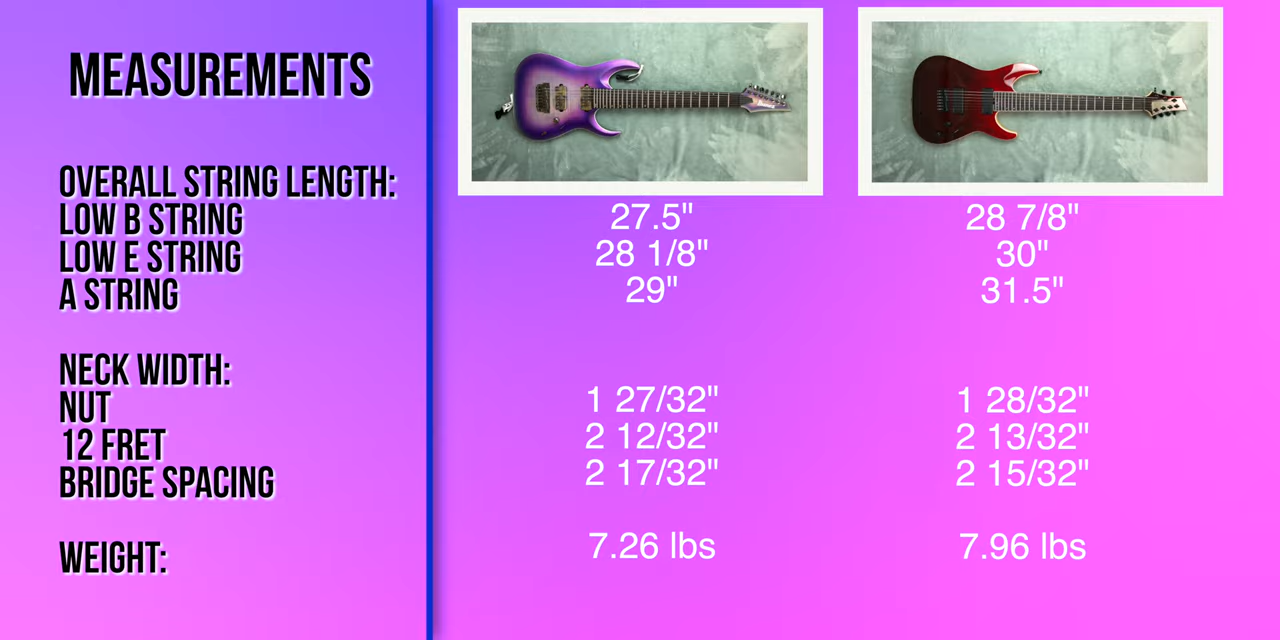 MEASUREMENTS
OVERALL STRING LENGTH:
LOW B STRING 27.5" 28 7/8"
LOW E STRING 28 1/8" 30"
A STRING 29" 31.5"
NECK WIDTH:
NUT 1 27/32" 1 28/32"
12 FRET 2 12/32" 2 13/32"
BRIDGE SPACING 2 17/32" 2 15/32"
WEIGHT: 7.26 lbs 7.96 lbs